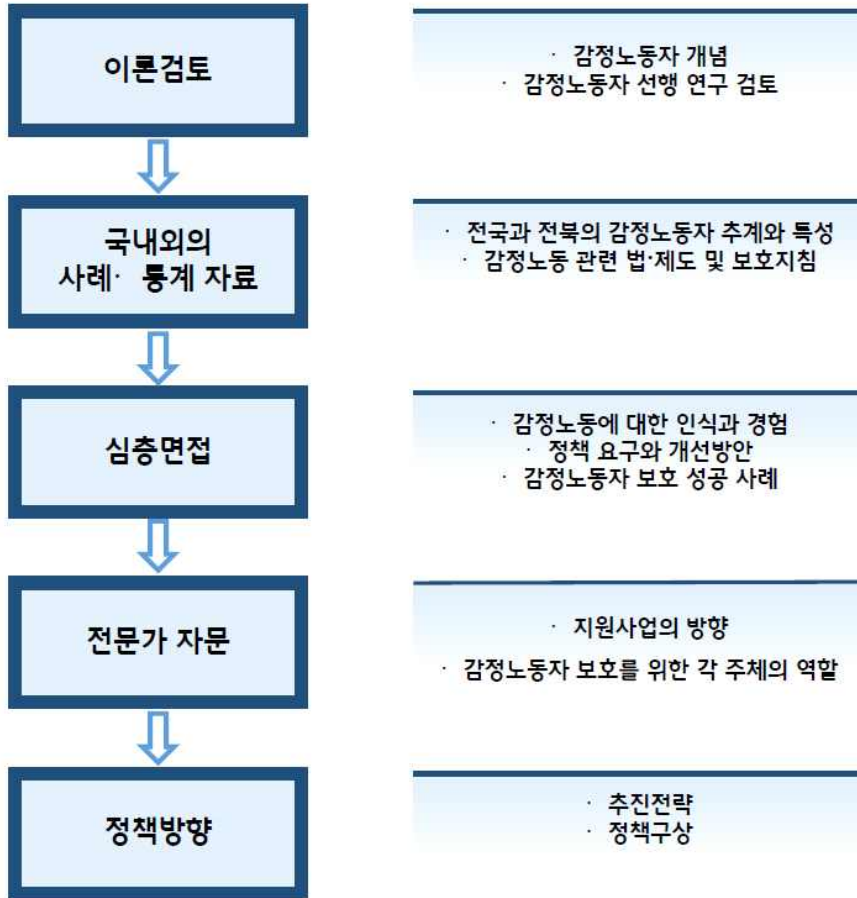 이론검토
· 감정노동자 개념
· 감정노동자 선행 연구 검토
국내외의
사례· 통계 자료
· 전국과 전북의 감정노동자 추계와 특성
· 감정노동 관련 법·제도 및 보호지침
심층면접
· 감정노동에 대한 인식과 경험
· 정책 요구와 개선방안
· 감정노동자 보호 성공 사례
전문가 자문
· 지원사업의 방향
· 감정노동자 보호를 위한 각 주체의 역할
정책방향
· 추진전략
· 정책구상